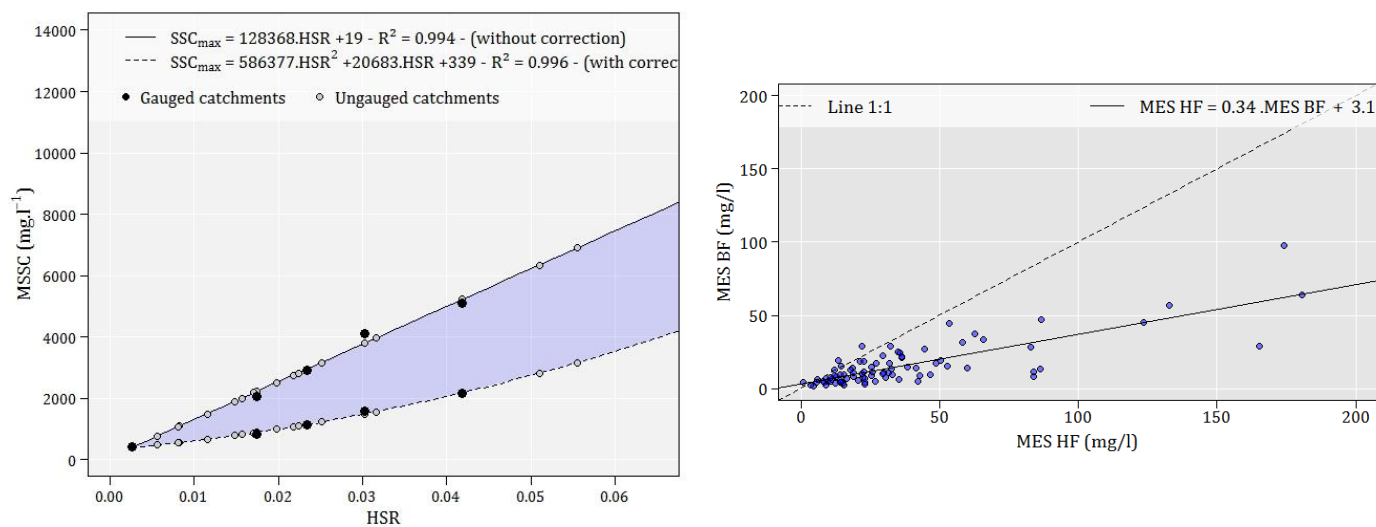 14000
12000
10000
8000
6000
4000
2000
0
MSSC (mg.l⁻¹)
SSCmax = 128368.HSR +19 - R² = 0.994 - (without correction)
SSCmax = 586377.HSR² +20683.HSR +339 - R² = 0.996 - (with correc
Gauged catchments
Ungauged catchments
0.00 0.01 0.02 0.03 0.04 0.05 0.06
HSR
200
150
100
50
0
MES BF (mg/l)
Line 1:1
MES HF = 0.34 .MES BF + 3.1
0 50 100 150 200
MES HF (mg/l)